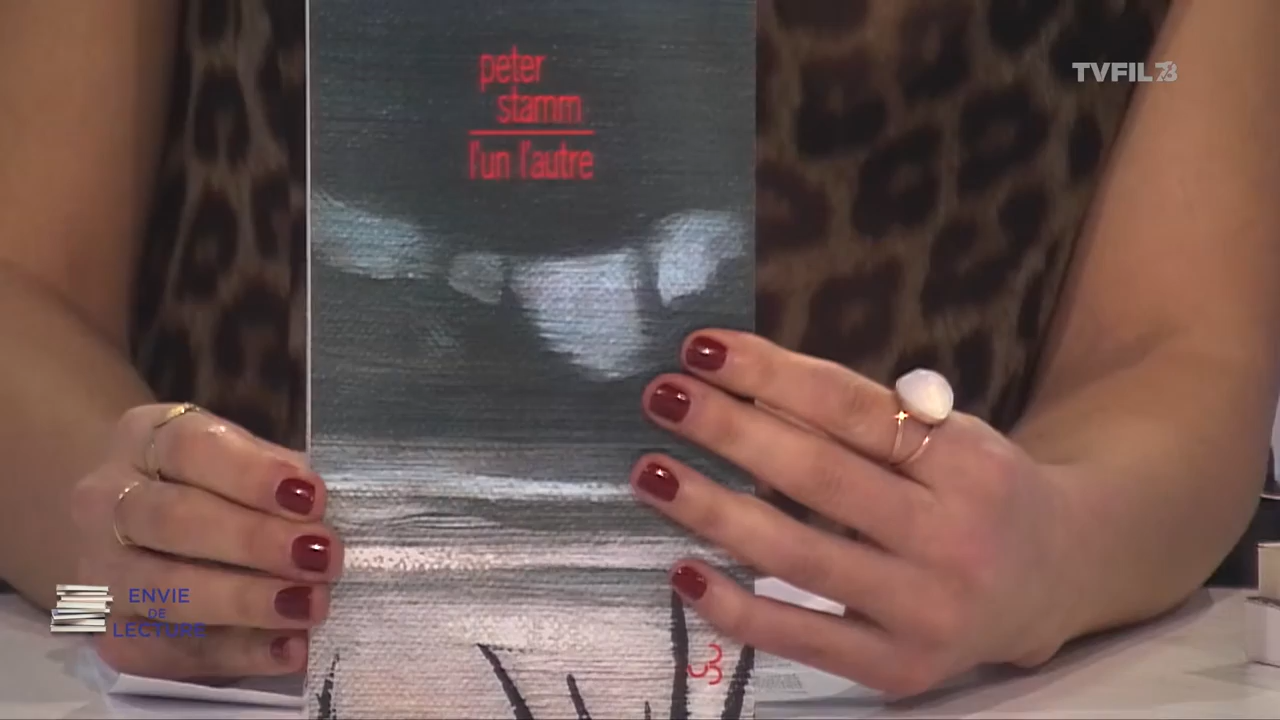 peter
stamm
l'un l'autre
TVFIL78
ENVIE
DE
LECTURE